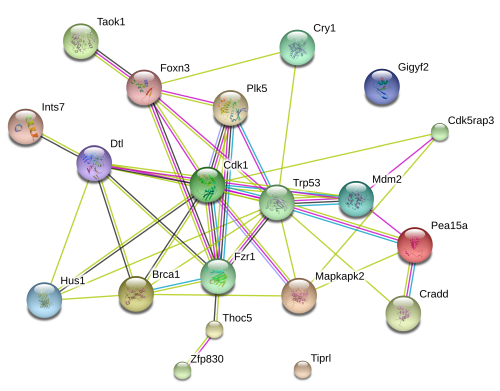 Taok1
Cry1
Foxn3
Gigyf2
Plk5
Ints7
Cdk5rap3
Dtl
Cdk1
Trp53
Mdm2
Pea15a
Fzr1
Hus1
Brca1
Mapkapk2
Cradd
Thoc5
Zfp830
Tiprl